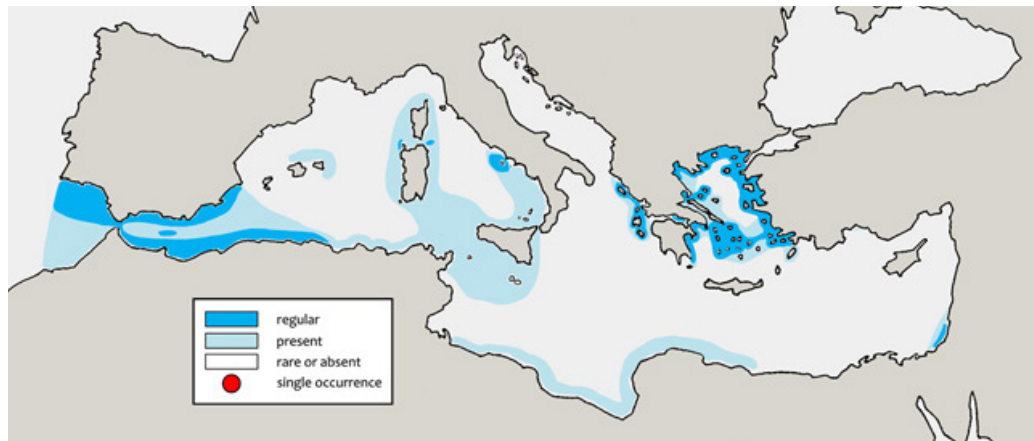 regular
present
rare or absent
single occurrence